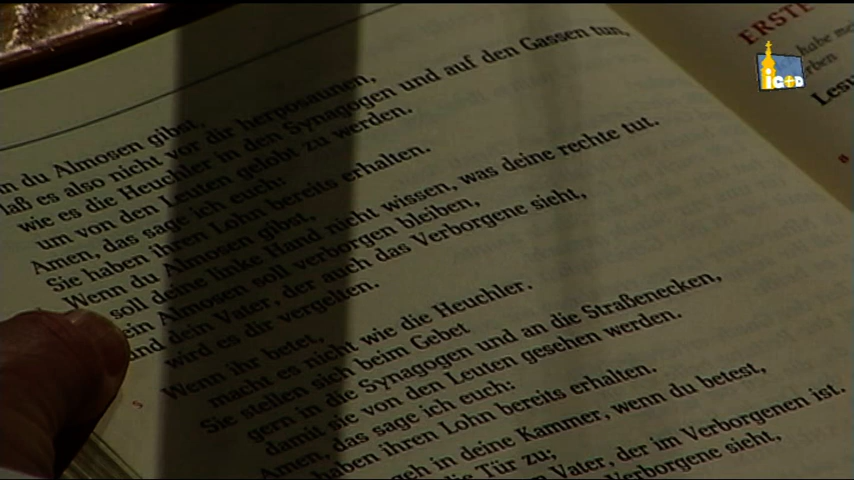 n du Almosen gibst,
laß es also nicht vor dir herposaunen,
wie es die Heuchler in den Synagogen und auf den Gassen tun,
um von den Leuten gelobt zu werden.
Amen, das sage ich euch:
Sie haben ihren Lohn bereits erhalten.
Wenn du Almosen gibst,
soll deine linke Hand nicht wissen, was deine rechte tut.
ein Almosen soll verborgen bleiben,
und dein Vater, der auch das Verborgene sieht,
wird es dir vergelten.
5 Wenn ihr betet,
macht es nicht wie die Heuchler.
Sie stellen sich beim Gebet
gern in die Synagogen und an die Straßenecken,
damit sie von den Leuten gesehen werden.
Amen, das sage ich euch:
haben ihren Lohn bereits erhalten.
geh in deine Kammer, wenn du betest,
die Tür zu;
Vater, der im Verborgenen ist.
Verborgene sieht,
ERSTE
habe mei
rben
Lesu
8